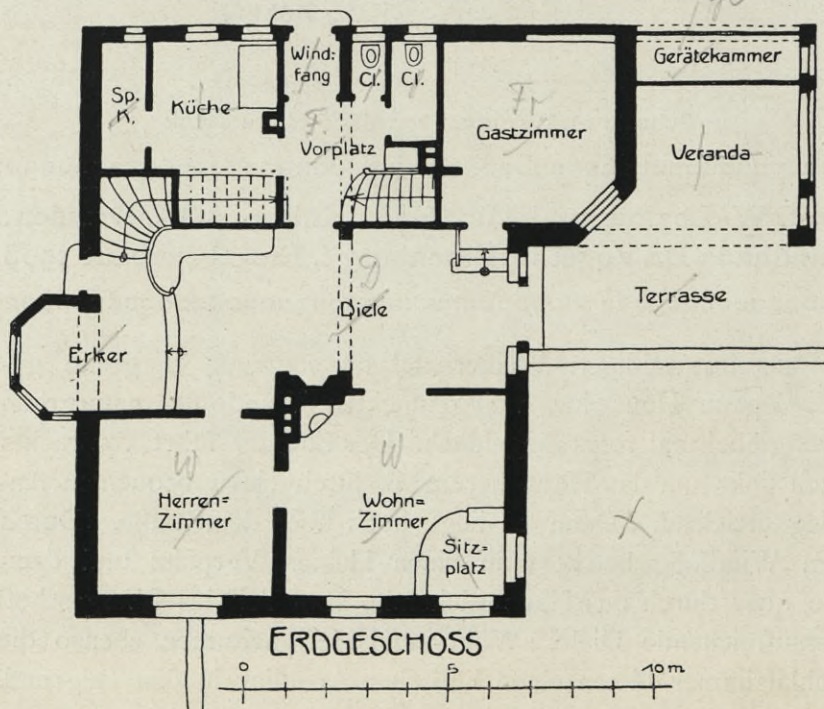 Wind-
fang
Cl.
Cl.
Gerätekammer
Sp.
K.
Küche
F.
Vorplatz
F
Gastzimmer
Veranda
D
Diele
Terrasse
Erker
W
Herren=
Zimmer
W
Wohn=
Zimmer
Sitz=
platz
ERDGESCHOSS
0 5 10 m